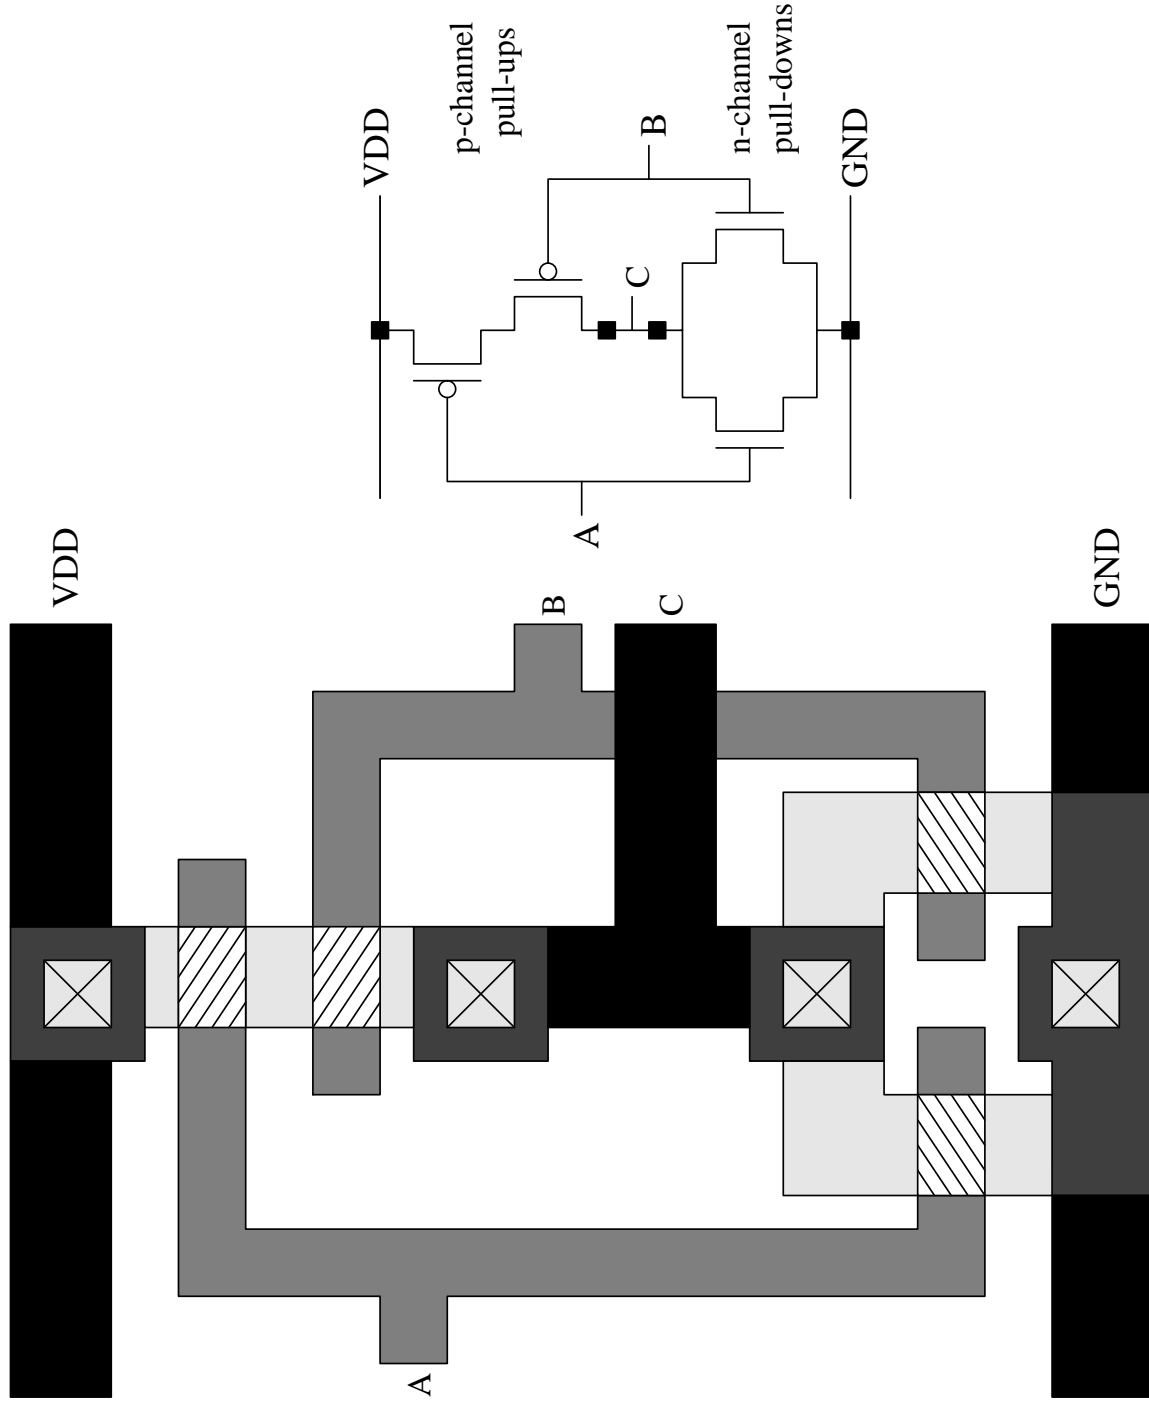 VDD
A
B
C
GND
VDD
p-channel
pull-ups
A
B
C
n-channel
pull-downs
GND